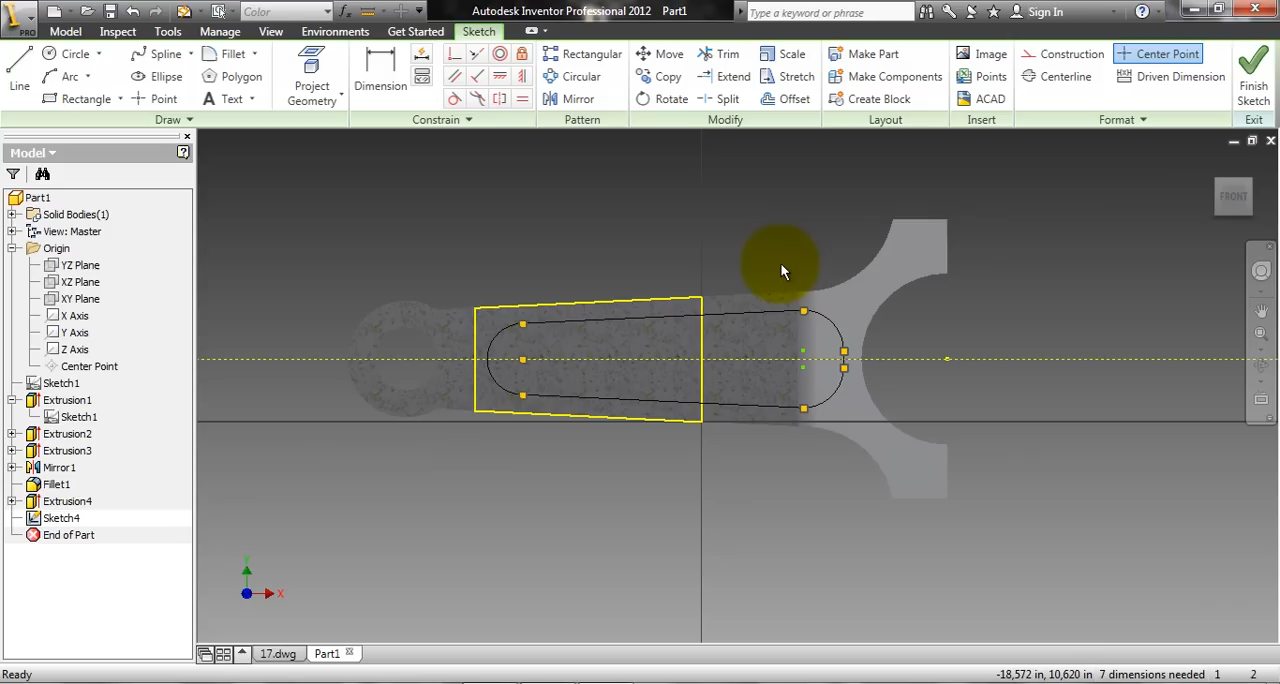 Color
Autodesk Inventor Professional 2012 Part1
Type a keyword or phrase
Sign In
PRO
Model Inspect Tools Manage View Environments Get Started Sketch
Line
Circle
Arc
Rectangle
Spline
Ellipse
Point
Fillet
Polygon
Text
Project
Geometry
Dimension
Rectangular
Circular
Mirror
Move
Copy
Rotate
Trim
Extend
Split
Scale
Stretch
Offset
Make Part
Make Components
Create Block
Image
Points
ACAD
Construction
Centerline
Center Point
Driven Dimension
Finish
Sketch
Draw Constrain Pattern Modify Layout Insert Format Exit
Model
Part1
Solid Bodies(1)
View: Master
Origin
YZ Plane
XZ Plane
XY Plane
X Axis
Y Axis
Z Axis
Center Point
Sketch1
Extrusion1
Sketch1
Extrusion2
Extrusion3
Mirror1
Fillet1
Extrusion4
Sketch4
End of Part
FRONT
Y
X
17.dwg Part1
Ready
-18,572 in, 10,620 in 7 dimensions needed 1 2